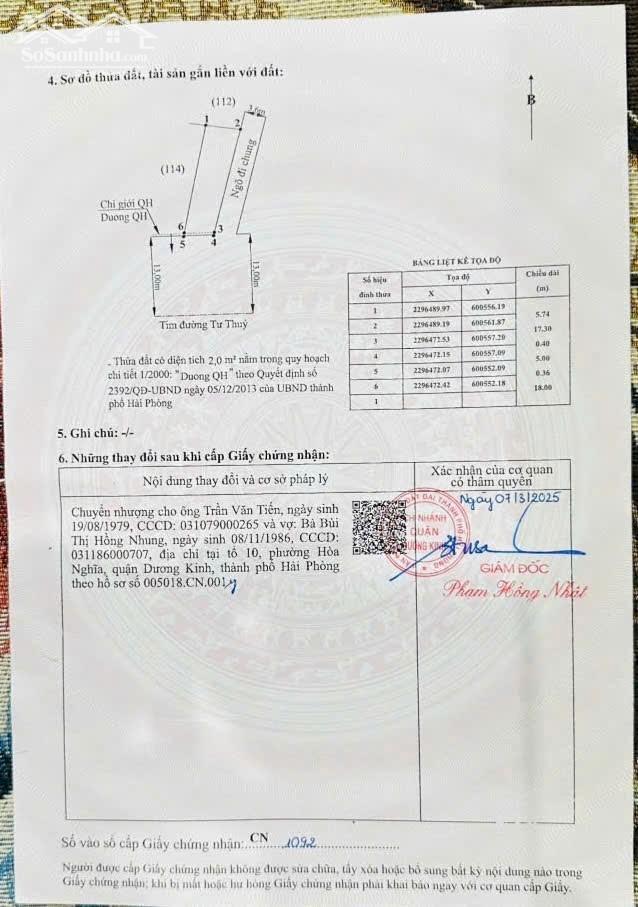 SoSanhnha.com
4. Sơ đồ thửa đất, tài sản gắn liền với đất:
B
(112)
1
2
(114)
Ngõ đi chung
Chỉ giới QH
Duong QH
6
3
5
4
13.00m
13.00m
Tim đường Tư Thuỷ
BẢNG LIỆT KÊ TỌA ĐỘ
Số hiệu đỉnh thửa Tọa độ Chiều dài (m)
X Y
1 2296489.97 600556.19
5.74
2 2296489.19 600561.87
17.30
3 2296472.53 600557.20
0.40
4 2296472.15 600557.09
5.00
5 2296472.07 600552.09
0.36
6 2296472.42 600552.18
18.00
1
- Thửa đất có diện tích 2,0 m² nằm trong quy hoạch
chi tiết 1/2000: "Duong QH" theo Quyết định số
2392/QĐ-UBND ngày 05/12/2013 của UBND thành
phố Hải Phòng
5. Ghi chú: -/-
6. Những thay đổi sau khi cấp Giấy chứng nhận:
Nội dung thay đổi và cơ sở pháp lý
Xác nhận của cơ quan
có thẩm quyền
Chuyển nhượng cho ông Trần Văn Tiến, ngày sinh
19/08/1979, CCCD: 031079000265 và vợ: Bà Bùi
Thị Hồng Nhung, ngày sinh 08/11/1986, CCCD:
031186000707, địa chỉ tại tổ 10, phường Hòa
Nghĩa, quận Dương Kinh, thành phố Hải Phòng
theo hồ sơ số 005018.CN.001
Ngày 07/3/2025
CHI NHÁNH
QUẬN
DƯƠNG KINH
GIÁM ĐỐC
Phạm Hồng Nhật
Số vào sổ cấp Giấy chứng nhận: CN 1092
Người được cấp Giấy chứng nhận không được sửa chữa, tẩy xóa hoặc bổ sung bất kỳ nội dung nào trong
Giấy chứng nhận; khi bị mất hoặc hư hỏng Giấy chứng nhận phải khai báo ngay với cơ quan cấp Giấy.